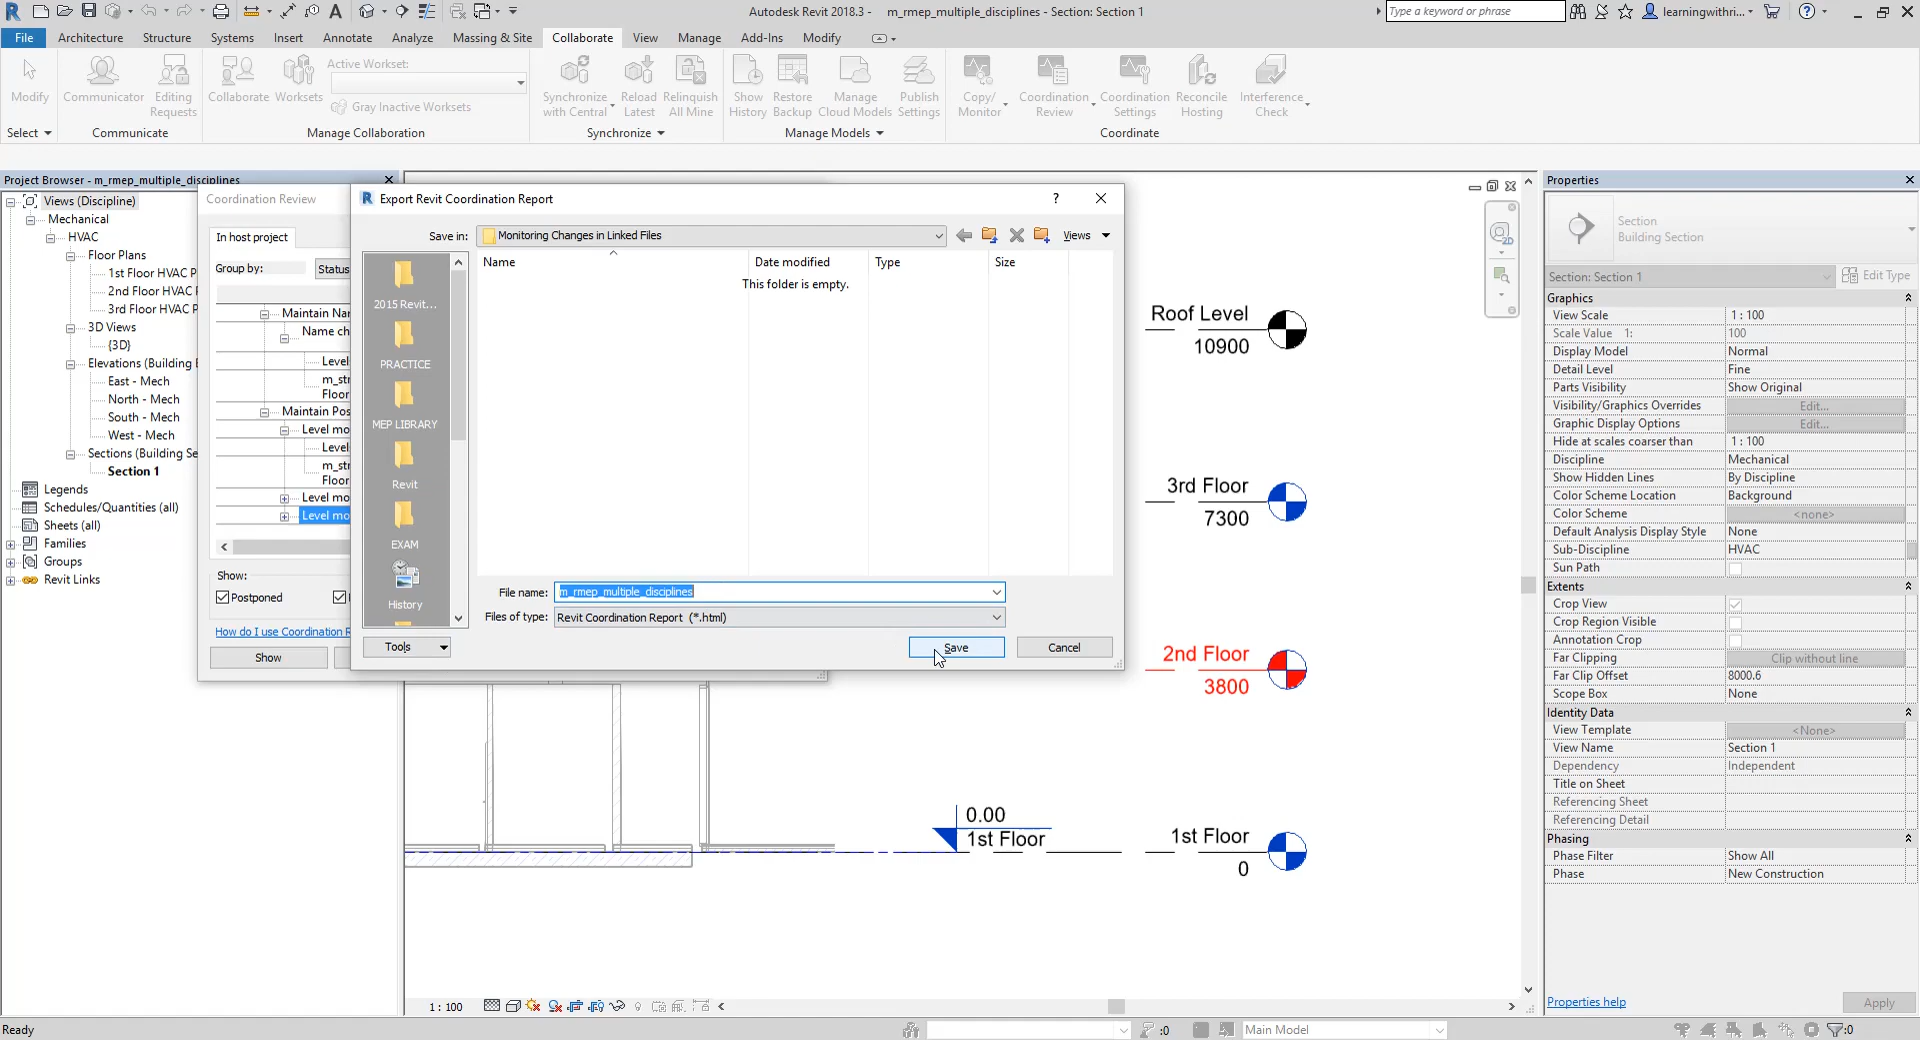 Autodesk Revit 2018.3 - m_rmep_multiple_disciplines - Section: Section 1
Type a keyword or phrase
learningwithri...
File Architecture Structure Systems Insert Annotate Analyze Massing & Site Collaborate View Manage Add-Ins Modify
Modify
Communicator
Editing Requests
Collaborate
Worksets
Active Workset:
Gray Inactive Worksets
Synchronize with Central
Reload Latest
Relinquish All Mine
Show History
Restore Backup
Manage Cloud Models
Publish Settings
Copy/ Monitor
Coordination Review
Coordination Settings
Reconcile Hosting
Interference Check
Select Communicate Manage Collaboration Synchronize Manage Models Coordinate
Project Browser - m_rmep_multiple_disciplines
Views (Discipline)
Mechanical
HVAC
Floor Plans
1st Floor HVAC P
2nd Floor HVAC P
3rd Floor HVAC P
3D Views
{3D}
Elevations (Building
East - Mech
North - Mech
South - Mech
West - Mech
Sections (Building Se
Section 1
Legends
Schedules/Quantities (all)
Sheets (all)
Families
Groups
Revit Links
Coordination Review
In host project
Group by: Status
Maintain Nar
Name ch
Level
m_str
Floor
Maintain Pos
Level mo
Level
m_str
Floor
Level mo
Level mo
Show:
Postponed
How do I use Coordination R
Show
Export Revit Coordination Report
Save in: Monitoring Changes in Linked Files
Views
2015 Revit...
PRACTICE
MEP LIBRARY
Revit
EXAM
History
Name Date modified Type Size
This folder is empty.
File name: m_rmep_multiple_disciplines
Files of type: Revit Coordination Report (*.html)
Tools Save Cancel
Roof Level
10900
3rd Floor
7300
2nd Floor
3800
0.00
1st Floor
1st Floor
0
2D
Properties
Section
Building Section
Section: Section 1 Edit Type
Graphics
View Scale 1 : 100
Scale Value 1: 100
Display Model Normal
Detail Level Fine
Parts Visibility Show Original
Visibility/Graphics Overrides Edit...
Graphic Display Options Edit...
Hide at scales coarser than 1 : 100
Discipline Mechanical
Show Hidden Lines By Discipline
Color Scheme Location Background
Color Scheme <none>
Default Analysis Display Style None
Sub-Discipline HVAC
Sun Path
Extents
Crop View
Crop Region Visible
Annotation Crop
Far Clipping Clip without line
Far Clip Offset 8000.6
Scope Box None
Identity Data
View Template <None>
View Name Section 1
Dependency Independent
Title on Sheet
Referencing Sheet
Referencing Detail
Phasing
Phase Filter Show All
Phase New Construction
Properties help Apply
1 : 100
Ready
:0
Main Model
:0